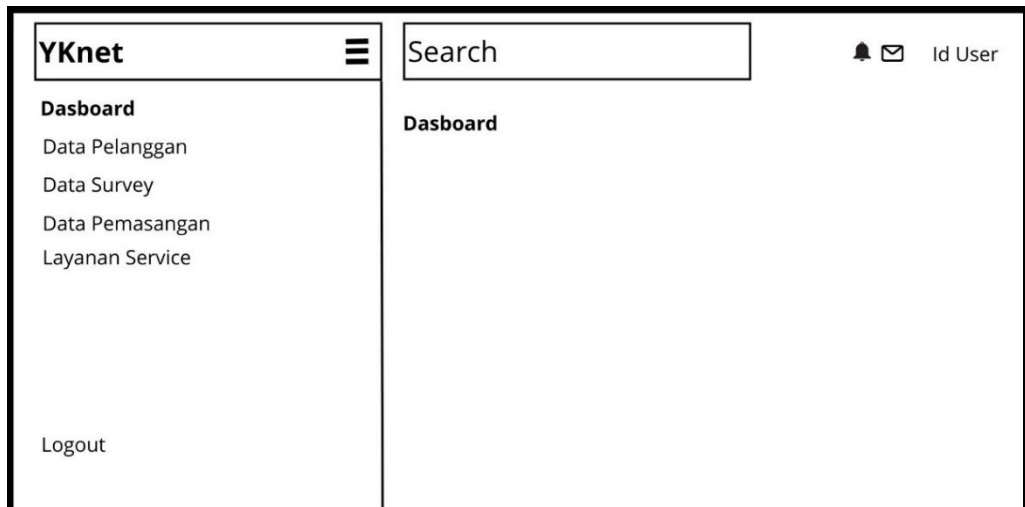 YKnet
Search
Id User
Dasboard
Data Pelanggan
Data Survey
Data Pemasangan
Layanan Service
Logout
Dasboard